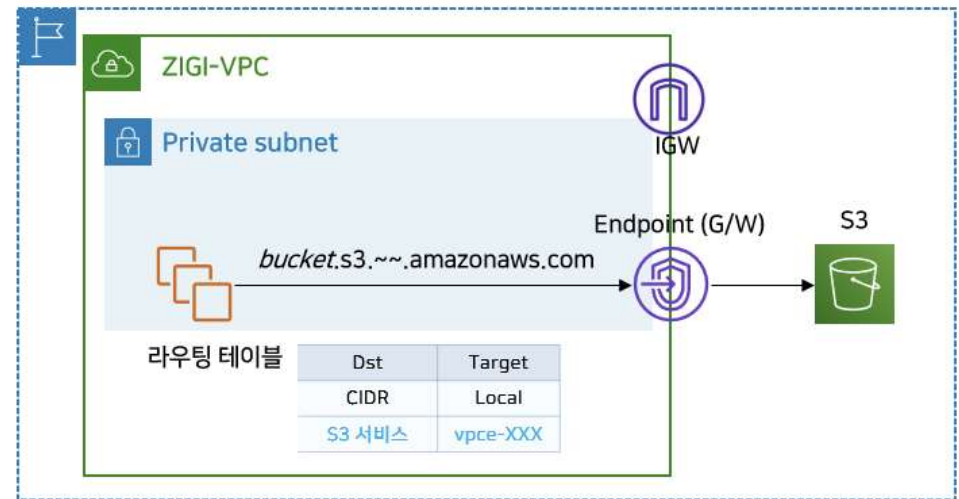 ZIGI-VPC
Private subnet
IGW
Endpoint (G/W)
S3
bucket.s3.~~.amazonaws.com
라우팅 테이블
Dst Target
CIDR Local
S3 서비스 vpce-XXX